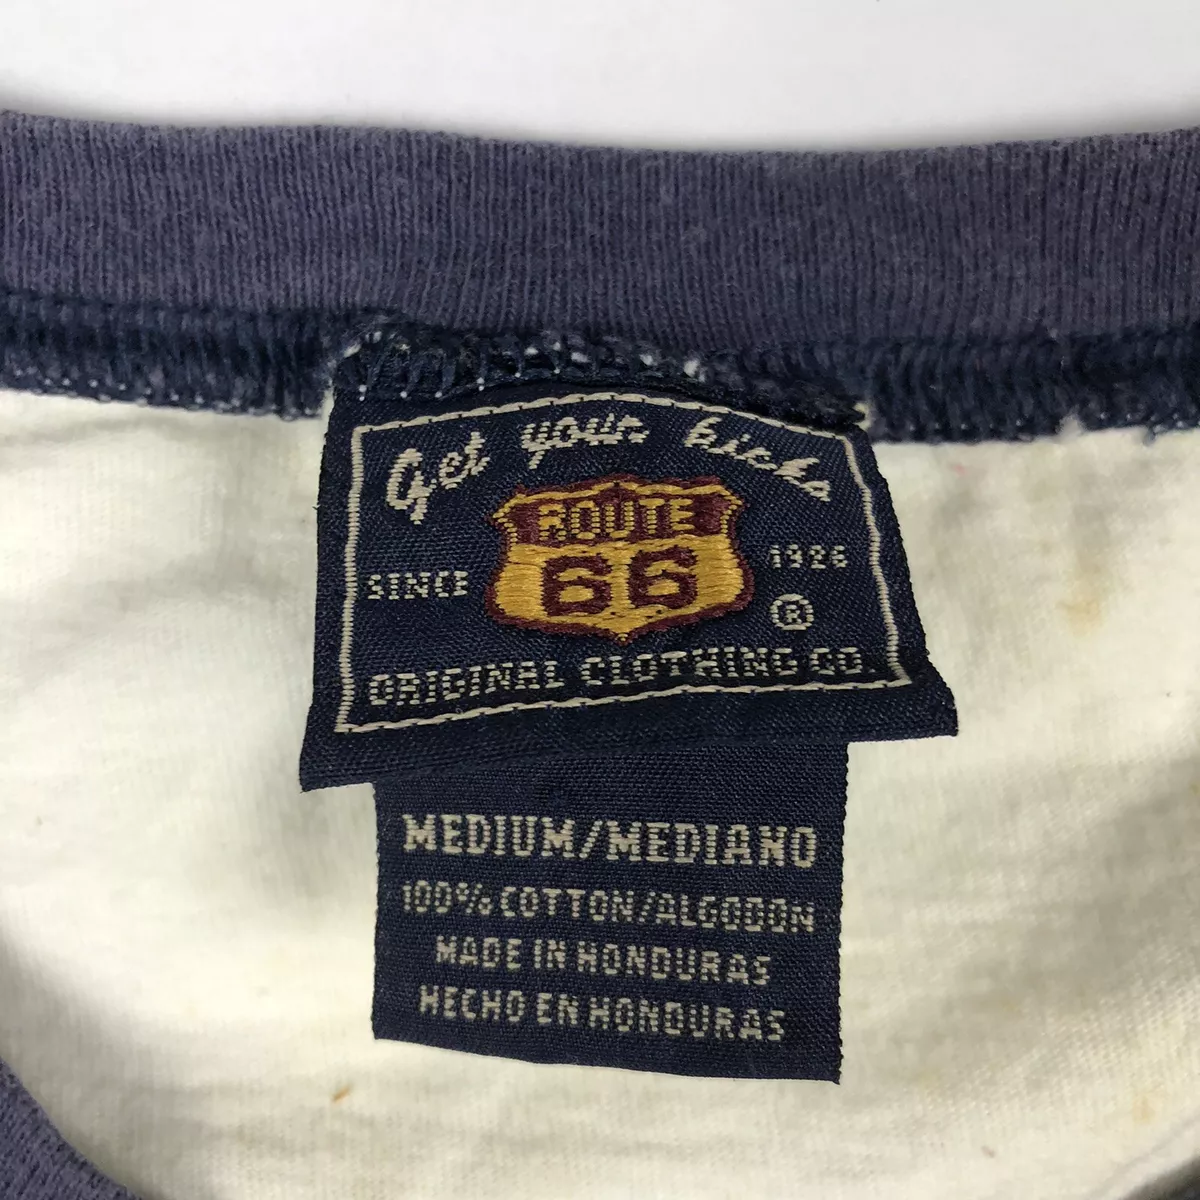 Get your kicks
ROUTE
66
SINCE 1926
®
ORIGINAL CLOTHING CO.
MEDIUM/MEDIANO
100% COTTON/ALGODON
MADE IN HONDURAS
HECHO EN HONDURAS